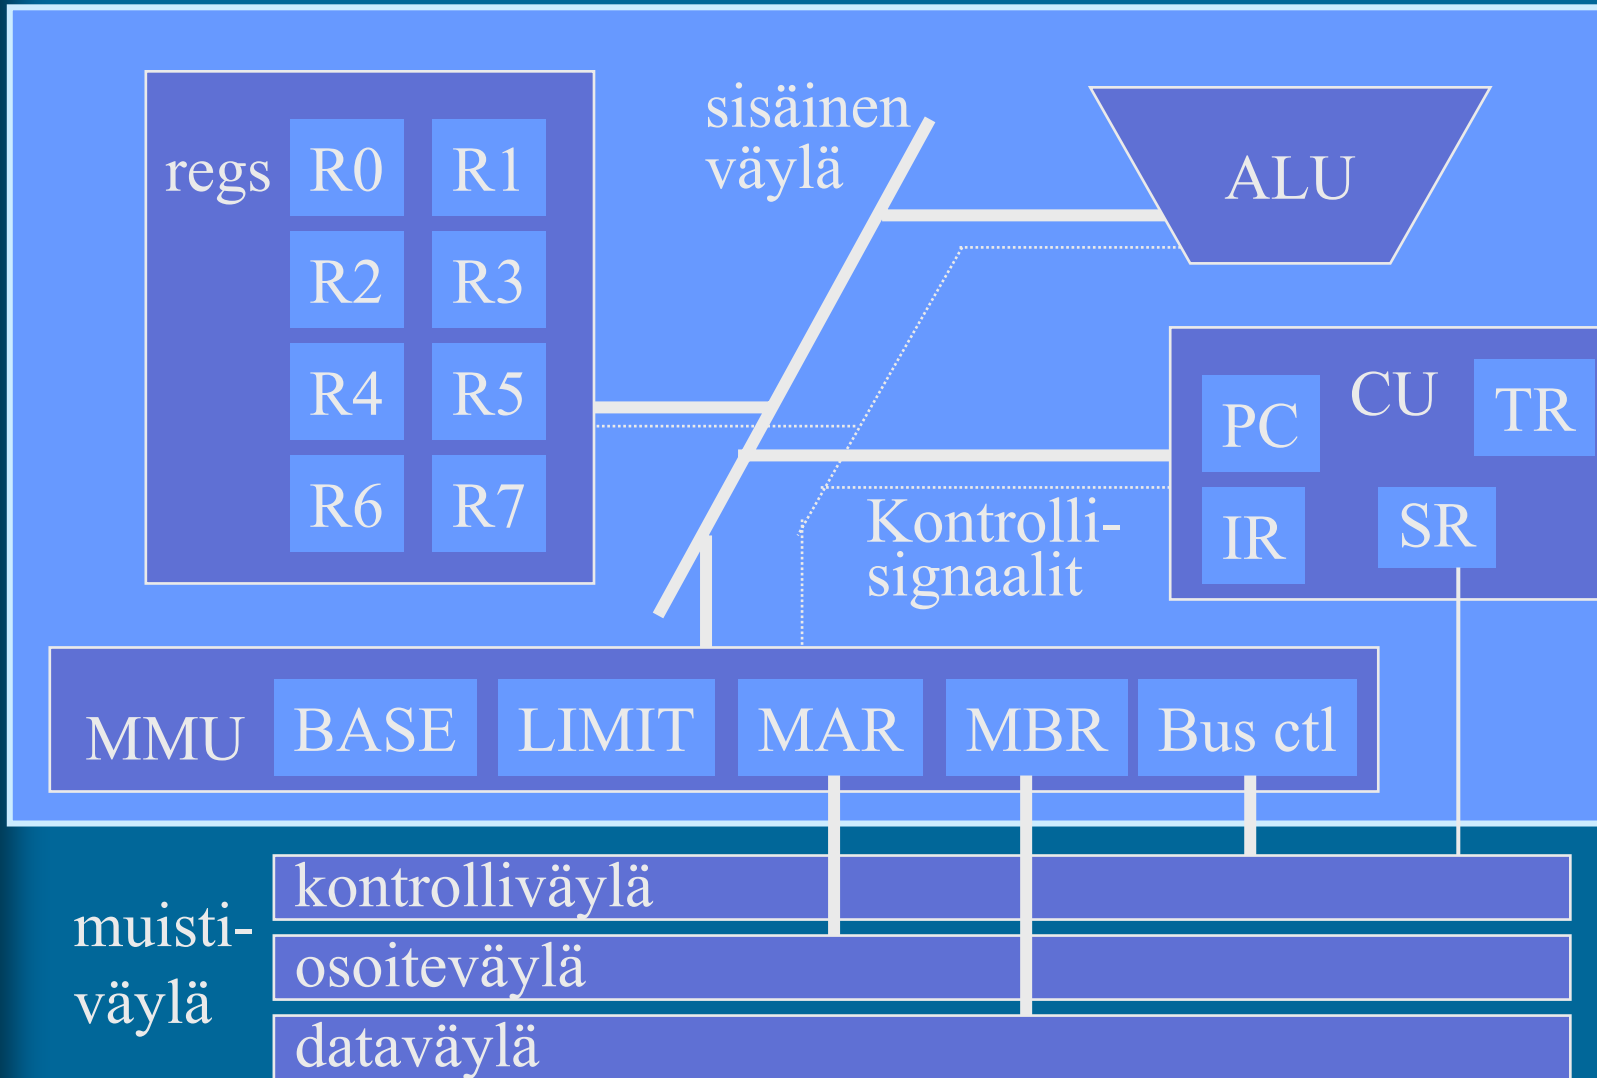 sisäinen
väylä
ALU
regs
R0 R1
R2 R3
R4 R5
R6 R7
PC CU TR
IR SR
Kontrolli-
signaalit
MMU BASE LIMIT MAR MBR Bus ctl
muisti-
väylä
kontrolliväylä
osoiteväylä
dataväylä